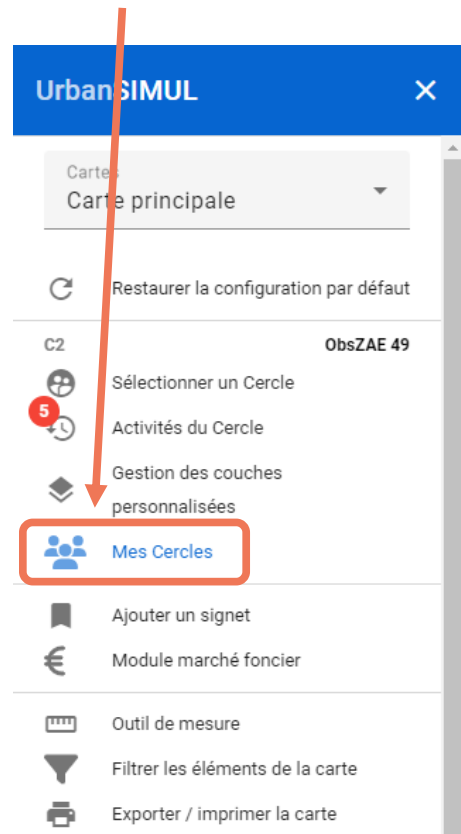 UrbanSIMUL
Cartes
Carte principale
Restaurer la configuration par défaut
C2 ObsZAE 49
Sélectionner un Cercle
5
Activités du Cercle
Gestion des couches
personnalisées
Mes Cercles
Ajouter un signet
Module marché foncier
Outil de mesure
Filtrer les éléments de la carte
Exporter / imprimer la carte